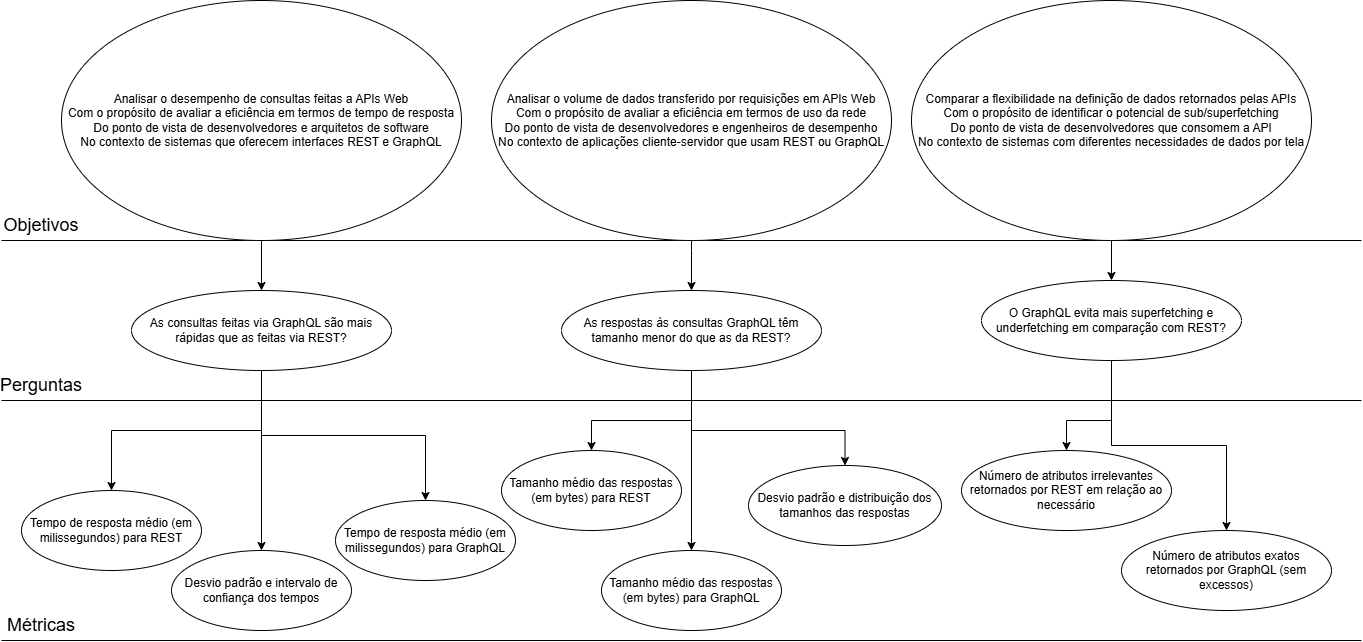 Analisar o desempenho de consultas feitas a APIs Web
Com o propósito de avaliar a eficiência em termos de tempo de resposta
Do ponto de vista de desenvolvedores e arquitetos de software
No contexto de sistemas que oferecem interfaces REST e GraphQL
Analisar o volume de dados transferido por requisições em APIs Web
Com o propósito de avaliar a eficiência em termos de uso da rede
Do ponto de vista de desenvolvedores e engenheiros de desempenho
No contexto de aplicações cliente-servidor que usam REST ou GraphQL
Comparar a flexibilidade na definição de dados retornados pelas APIs
Com o propósito de identificar o potencial de sub/superfetching
Do ponto de vista de desenvolvedores que consomem a API
No contexto de sistemas com diferentes necessidades de dados por tela
Objetivos
As consultas feitas via GraphQL são mais
rápidas que as feitas via REST?
As respostas às consultas GraphQL têm
tamanho menor do que as da REST?
O GraphQL evita mais superfetching e
underfetching em comparação com REST?
Perguntas
Tempo de resposta médio (em
milissegundos) para REST
Desvio padrão e intervalo de
confiança dos tempos
Tempo de resposta médio (em
milissegundos) para GraphQL
Tamanho médio das respostas
(em bytes) para REST
Tamanho médio das respostas
(em bytes) para GraphQL
Desvio padrão e distribuição dos
tamanhos das respostas
Número de atributos irrelevantes
retornados por REST em relação ao
necessário
Número de atributos exatos
retornados por GraphQL (sem
excessos)
Métricas